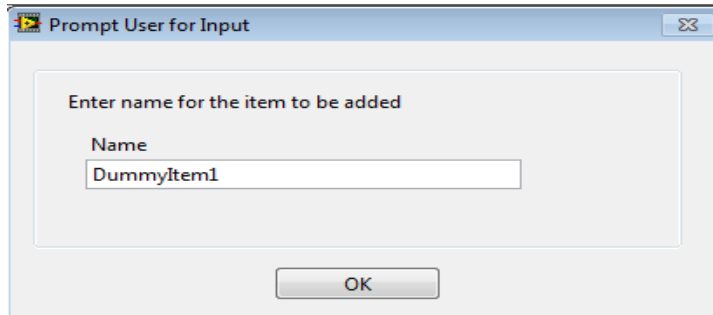 Prompt User for Input
Enter name for the item to be added
Name
DummyItem1
OK